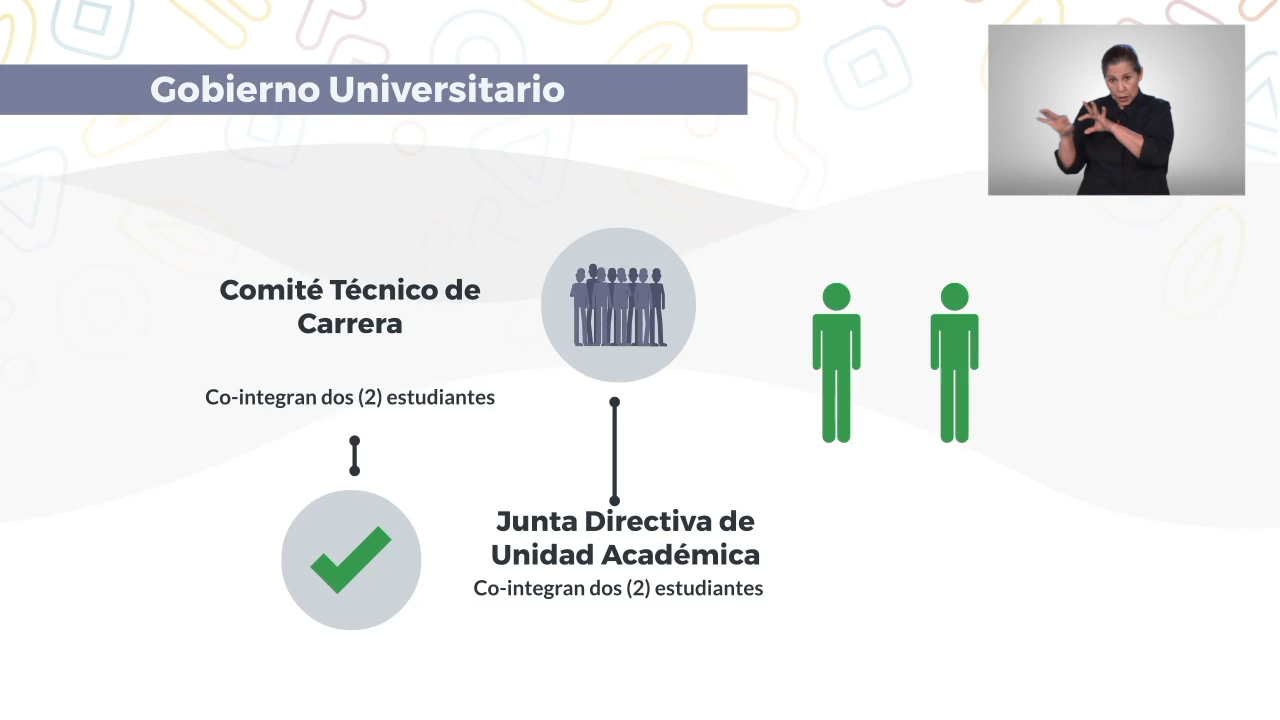 Gobierno Universitario
Comité Técnico de
Carrera
Co-integran dos (2) estudiantes
Junta Directiva de
Unidad Académica
Co-integran dos (2) estudiantes